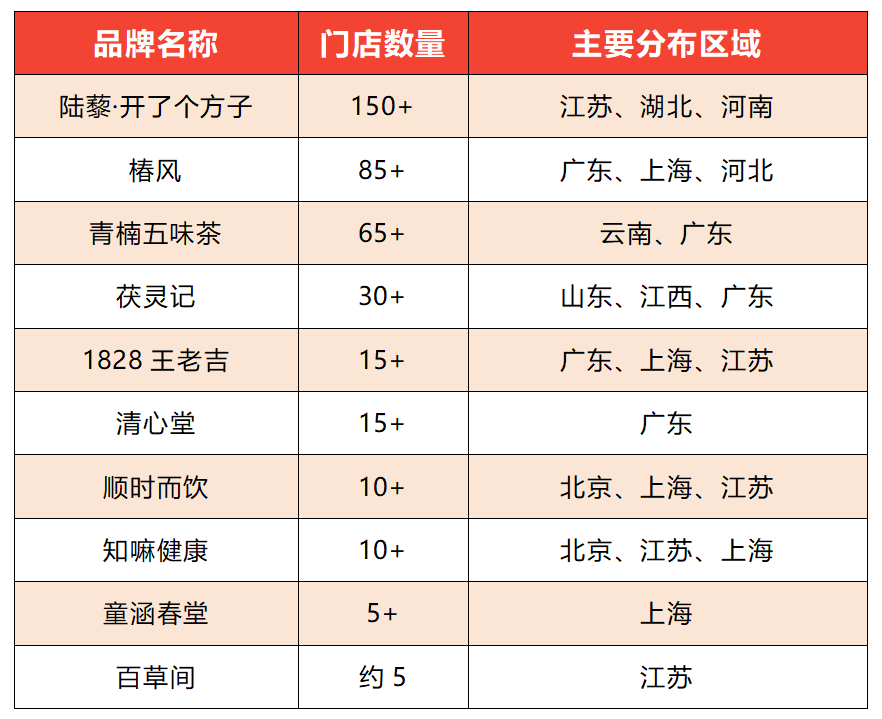 品牌名称 门店数量 主要分布区域
陆藜·开了个方子 150+ 江苏、湖北、河南
椿风 85+ 广东、上海、河北
青楠五味茶 65+ 云南、广东
茯灵记 30+ 山东、江西、广东
1828 王老吉 15+ 广东、上海、江苏
清心堂 15+ 广东
顺时而饮 10+ 北京、上海、江苏
知嘛健康 10+ 北京、江苏、上海
童涵春堂 5+ 上海
百草间 约 5 江苏